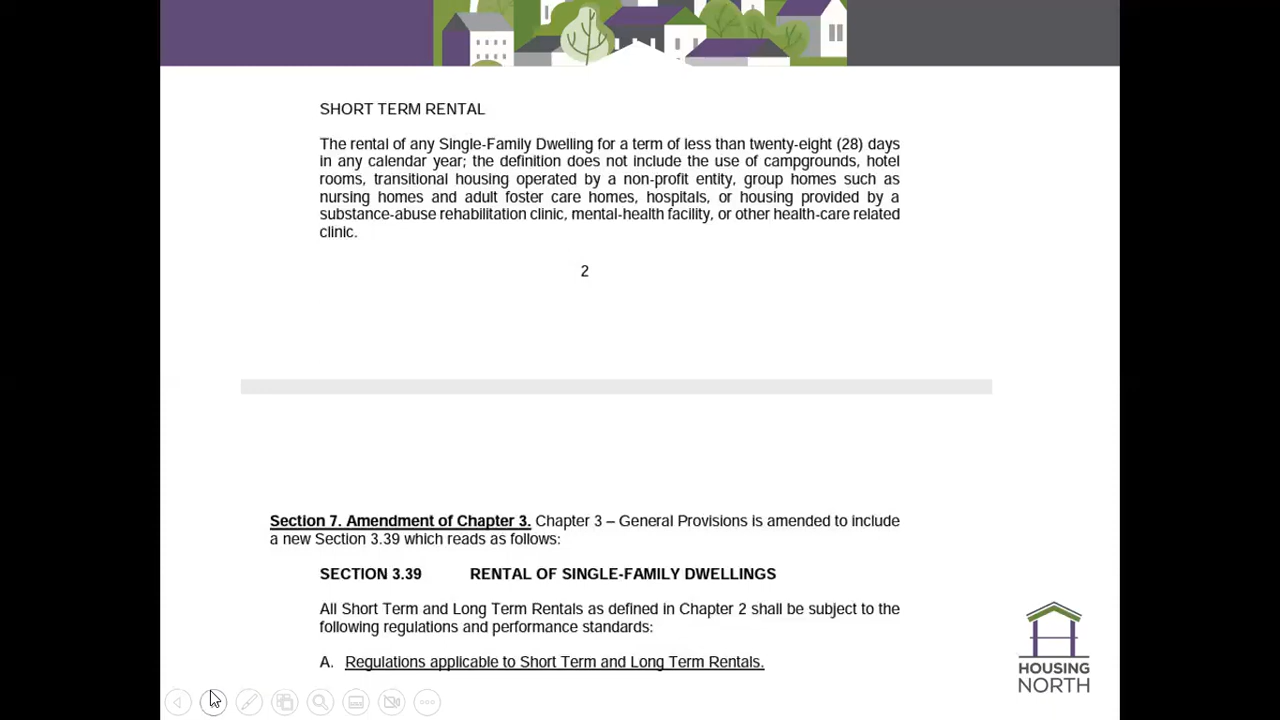 SHORT TERM RENTAL
The rental of any Single-Family Dwelling for a term of less than twenty-eight (28) days
in any calendar year; the definition does not include the use of campgrounds, hotel
rooms, transitional housing operated by a non-profit entity, group homes such as
nursing homes and adult foster care homes, hospitals, or housing provided by a
substance-abuse rehabilitation clinic, mental-health facility, or other health-care related
clinic.
2
Section 7. Amendment of Chapter 3. Chapter 3 – General Provisions is amended to include
a new Section 3.39 which reads as follows:
SECTION 3.39 RENTAL OF SINGLE-FAMILY DWELLINGS
All Short Term and Long Term Rentals as defined in Chapter 2 shall be subject to the
following regulations and performance standards:
A. Regulations applicable to Short Term and Long Term Rentals.
HOUSING
NORTH